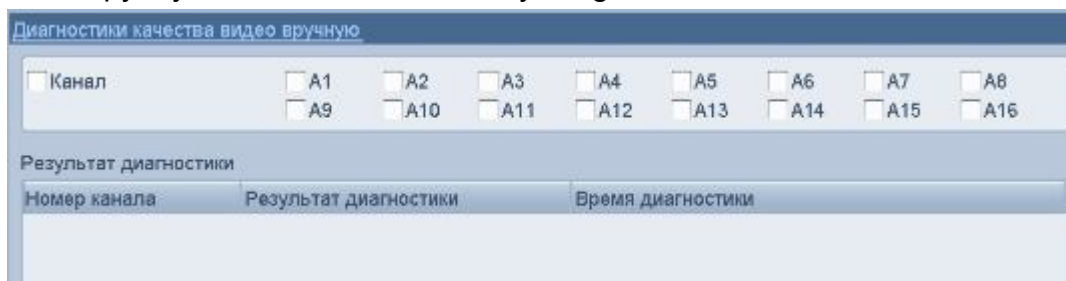 Диагностики качества видео вручную
Канал A1 A2 A3 A4 A5 A6 A7 A8
A9 A10 A11 A12 A13 A14 A15 A16
Результат диагностики
Номер канала Результат диагностики Время диагностики